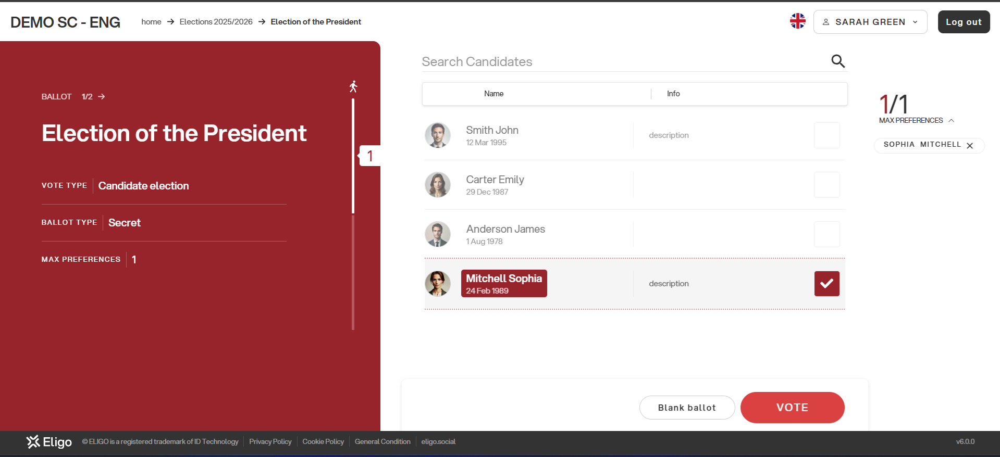 DEMO SC - ENG
home → Elections 2025/2026 → Election of the President
SARAH GREEN
Log out
BALLOT 1/2 →
Election of the President
1
VOTE TYPE Candidate election
BALLOT TYPE Secret
MAX PREFERENCES 1
Search Candidates
Name Info
Smith John
12 Mar 1995
description
Carter Emily
29 Dec 1987
Anderson James
1 Aug 1978
Mitchell Sophia
24 Feb 1989
description
1/1
MAX PREFERENCES
SOPHIA MITCHELL
Blank ballot
VOTE
Eligo
© ELIGO is a registered trademark of ID Technology
Privacy Policy
Cookie Policy
General Condition
eligo.social
v6.0.0